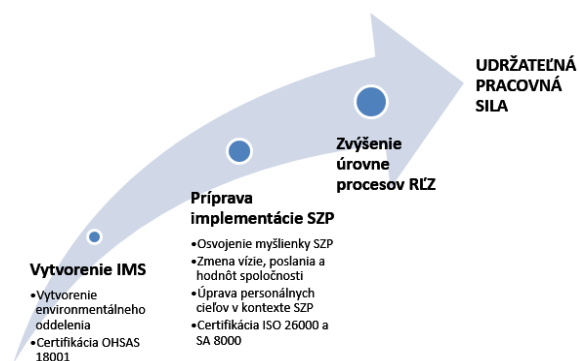 Vytvorenie IMS
•Vytvorenie
environmentálneho
oddelenia
•Certifikácia OHSAS
18001
Príprava
implementácie SZP
•Osvojenie myšlienky SZP
•Zmena vízie, poslania a
hodnôt spoločnosti
•Úprava personálnych
cieľov v kontexte SZP
•Certifikácia ISO 26000 a
SA 8000
Zvýšenie
úrovne
procesov RĽZ
UDRŽATEĽNÁ
PRACOVNÁ
SILA